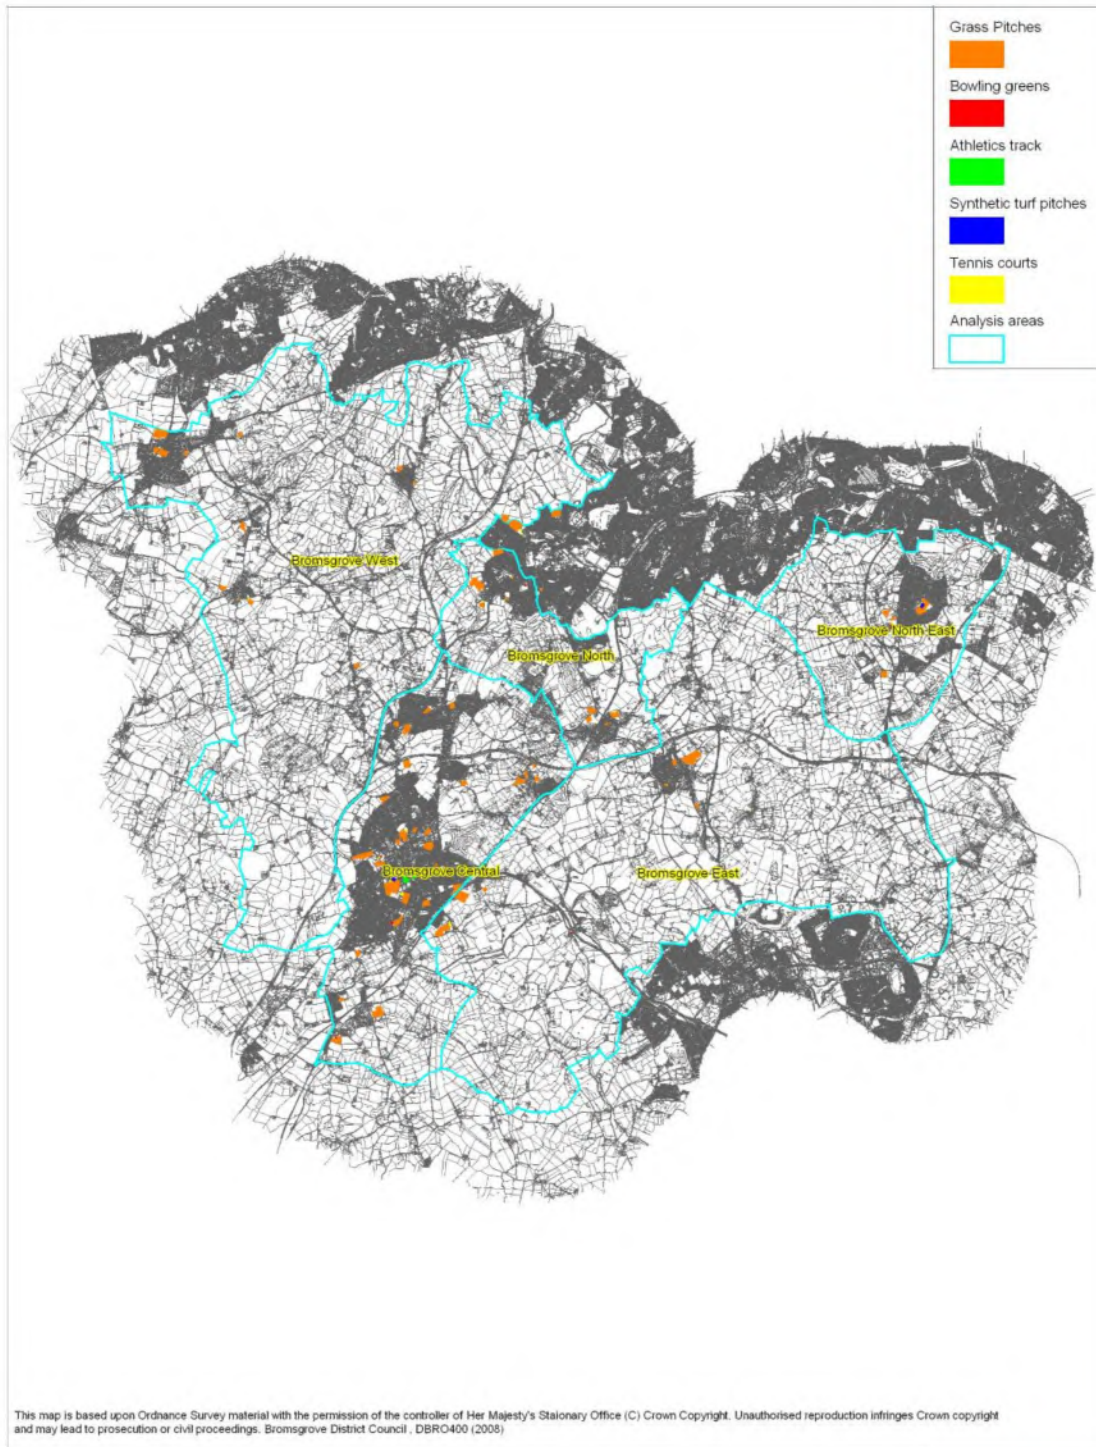 Grass Pitches
Bowling greens
Athletics track
Synthetic turf pitches
Tennis courts
Analysis areas
Bromsgrove West
Bromsgrove North East
Bromsgrove North
Bromsgrove Central
Bromsgrove East
This map is based upon Ordnance Survey material with the permission of the controller of Her Majesty's Staionary Office (C) Crown Copyright. Unauthorised reproduction infringes Crown copyright
and may lead to prosecution or civil proceedings. Bromsgrove District Council , DBRO400 (2008)